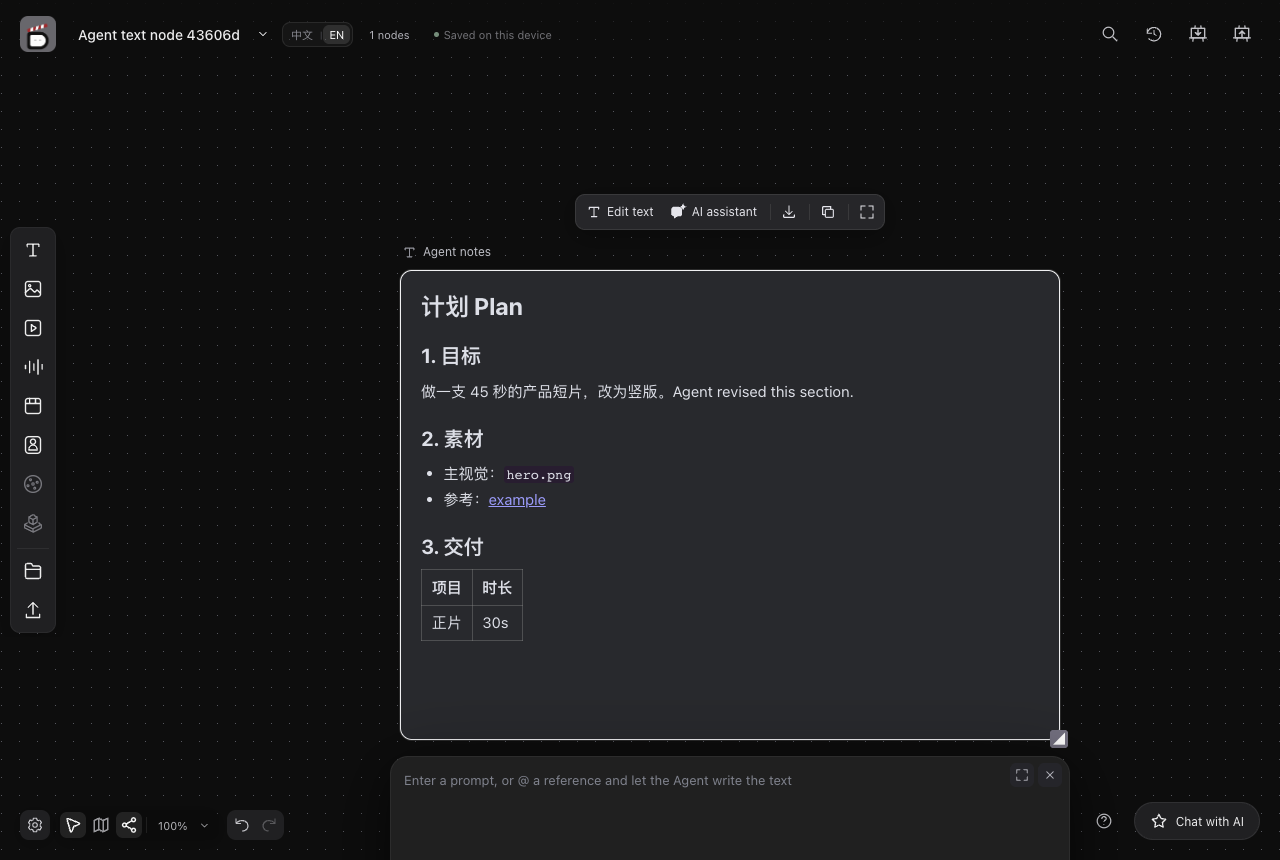 Agent text node 43606d
中文 EN
1 nodes
Saved on this device
Edit text
AI assistant
Agent notes
计划 Plan
1. 目标
做一支 45 秒的产品短片，改为竖版。Agent revised this section.
2. 素材
主视觉： hero.png
参考：example
3. 交付
项目 时长
正片 30s
Enter a prompt, or @ a reference and let the Agent write the text
100%
Chat with AI